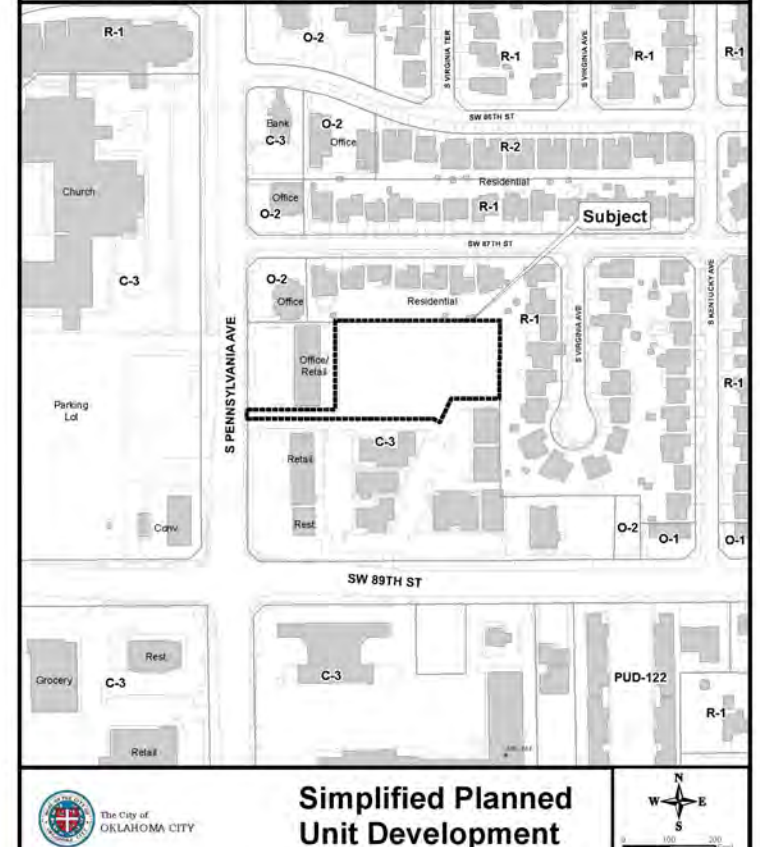 R-1
O-2
S VIRGINIA TER
R-1
S VIRGINIA AVE
R-1
R-1
SW 86TH ST
Bank
C-3
O-2
Office
R-2
Church
Residential
Office
O-2
R-1
Subject
SW 87TH ST
C-3
O-2
Office
Residential
R-1
S VIRGINIA AVE
S KENTUCKY AVE
S PENNSYLVANIA AVE
Office/
Retail
R-1
Parking
Lot
C-3
Retail
Conv.
Rest.
O-2
O-1
O-1
SW 89TH ST
Grocery
C-3
Rest.
C-3
PUD-122
R-1
Retail
The City of
OKLAHOMA CITY
Simplified Planned
Unit Development
N
W E
S
0 100 200